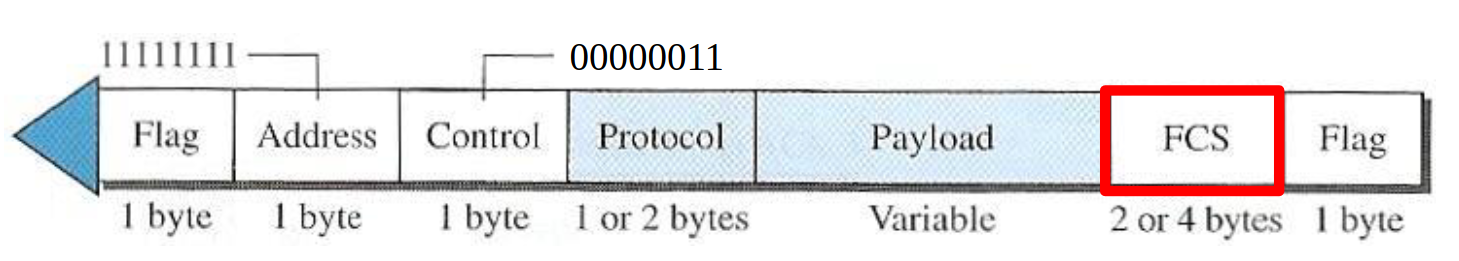 11111111 00000011
Flag Address Control Protocol Payload FCS Flag
1 byte 1 byte 1 byte 1 or 2 bytes Variable 2 or 4 bytes 1 byte